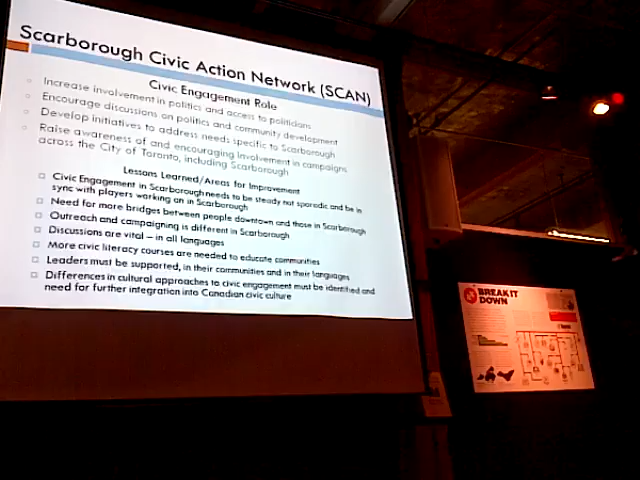 Scarborough Civic Action Network (SCAN)
Civic Engagement Role
Increase involvement in politics and access to politicians
Encourage discussions on politics and community development
Develop initiatives to address needs specific to Scarborough
Raise awareness of and encouraging involvement in campaigns
across the City of Toronto, including Scarborough
Lessons Learned/Areas for Improvement
Civic Engagement in Scarborough needs to be steady not sporadic and be in
sync with players working on in Scarborough
Need for more bridges between people downtown and those in Scarborough
Outreach and campaigning is different in Scarborough
Discussions are vital – in all languages
More civic literacy courses are needed to educate communities
Leaders must be supported, in their communities and in their languages
Differences in cultural approaches to civic engagement must be identified and
need for further integration into Canadian civic culture
BREAK IT
DOWN